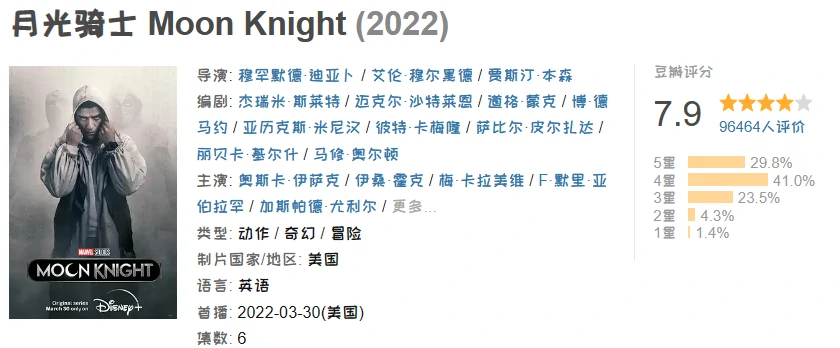 月光骑士 Moon Knight (2022)
导演: 穆罕默德·迪亚卜 / 艾伦·穆尔黑德 / 贾斯汀·本森
编剧: 杰瑞米·斯莱特 / 迈克尔·沙特莱恩 / 道格·蒙克 / 博·德
马约 / 亚历克斯·米尼汉 / 彼特·卡梅隆 / 萨比尔·皮尔扎达 /
丽贝卡·基尔什 / 马修·奥尔顿
主演: 奥斯卡·伊萨克 / 伊桑·霍克 / 梅·卡拉美维 / F·默里·亚
伯拉罕 / 加斯帕德·尤利尔 / 更多...
类型: 动作 / 奇幻 / 冒险
制片国家/地区: 美国
语言: 英语
首播: 2022-03-30(美国)
集数: 6
豆瓣评分
7.9
96464人评价
5星 29.8%
4星 41.0%
3星 23.5%
2星 4.3%
1星 1.4%
MARVEL STUDIOS
MOON KNIGHT
Original series
March 30 only on
Disney+